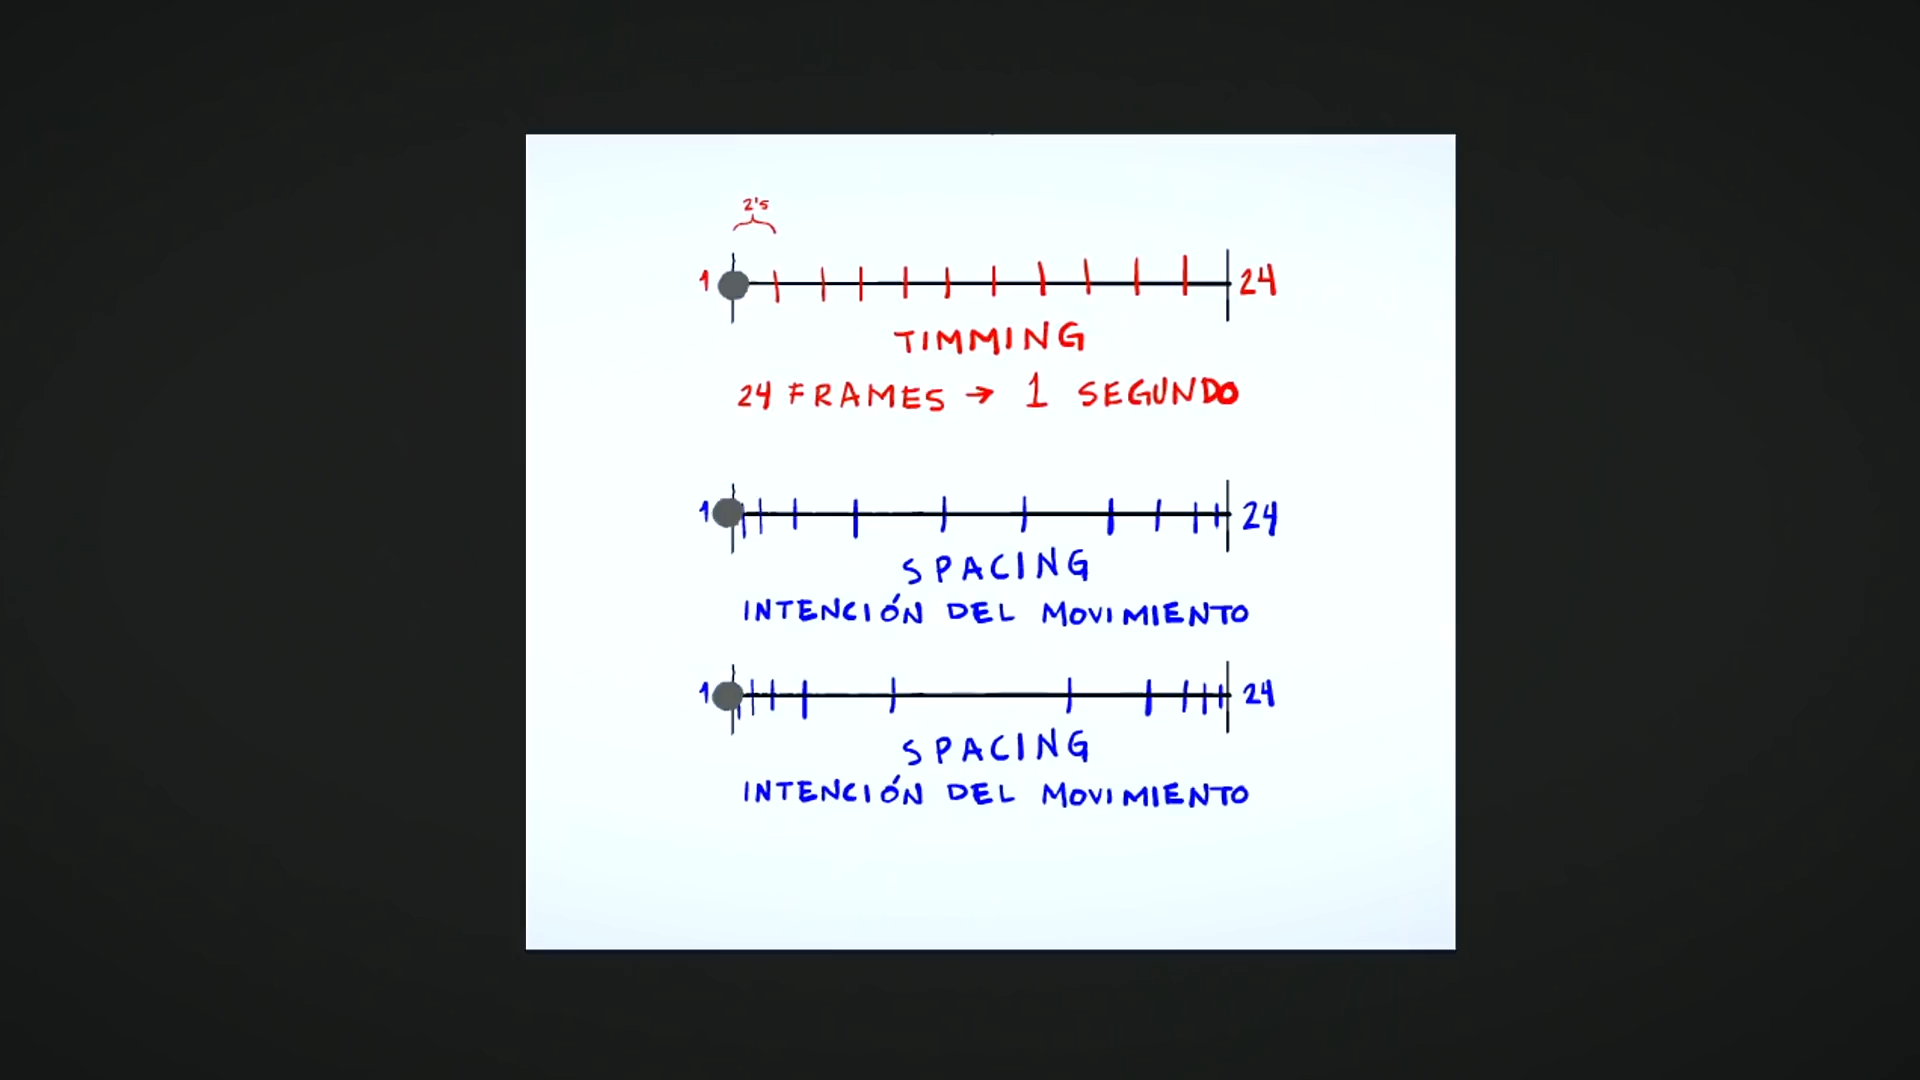 2's
1 24
TIMMING
24 FRAMES → 1 SEGUNDO
1 24
SPACING
INTENCIÓN DEL MOVIMIENTO
1 24
SPACING
INTENCIÓN DEL MOVIMIENTO